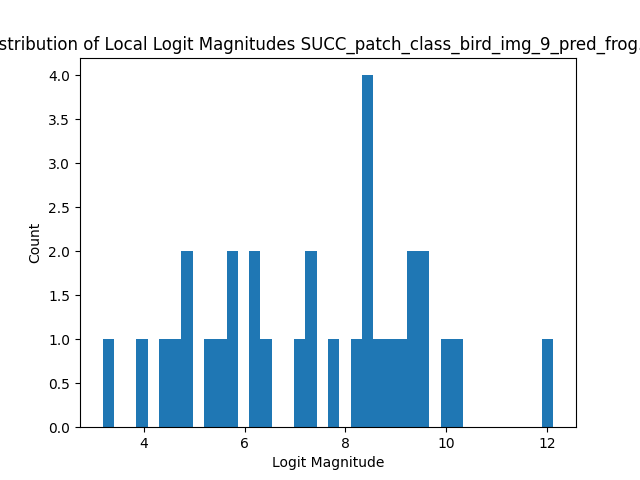 stribution of Local Logit Magnitudes SUCC_patch_class_bird_img_9_pred_frog.
4.0
3.5
3.0
2.5
2.0
1.5
1.0
0.5
0.0
Count
4 6 8 10 12
Logit Magnitude